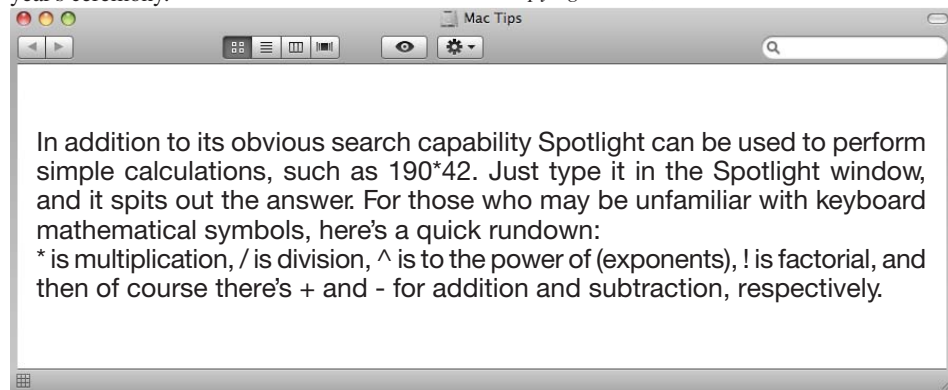 year's ceremony.
Mac Tips
In addition to its obvious search capability Spotlight can be used to perform
simple calculations, such as 190*42. Just type it in the Spotlight window,
and it spits out the answer. For those who may be unfamiliar with keyboard
mathematical symbols, here's a quick rundown:
* is multiplication, / is division, ^ is to the power of (exponents), ! is factorial, and
then of course there's + and - for addition and subtraction, respectively.